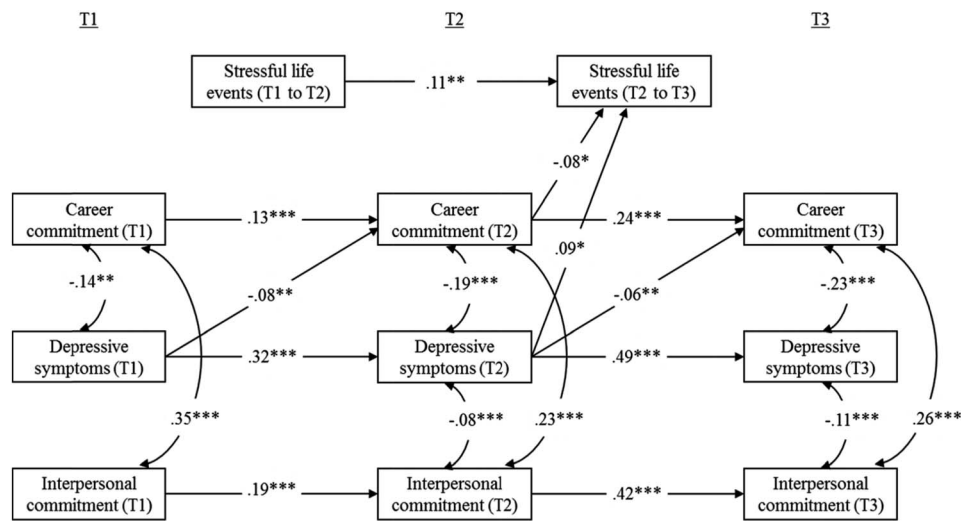 T1 T2 T3
Stressful life
events (T1 to T2)
.11**
Stressful life
events (T2 to T3)
-.08*
Career
commitment (T1)
.13***
Career
commitment (T2)
.24***
Career
commitment (T3)
.09*
-.14**
-.08**
-.19***
-.06**
-.23***
Depressive
symptoms (T1)
.32***
Depressive
symptoms (T2)
.49***
Depressive
symptoms (T3)
.35***
-.08***
.23***
-.11***
.26***
Interpersonal
commitment (T1)
.19***
Interpersonal
commitment (T2)
.42***
Interpersonal
commitment (T3)